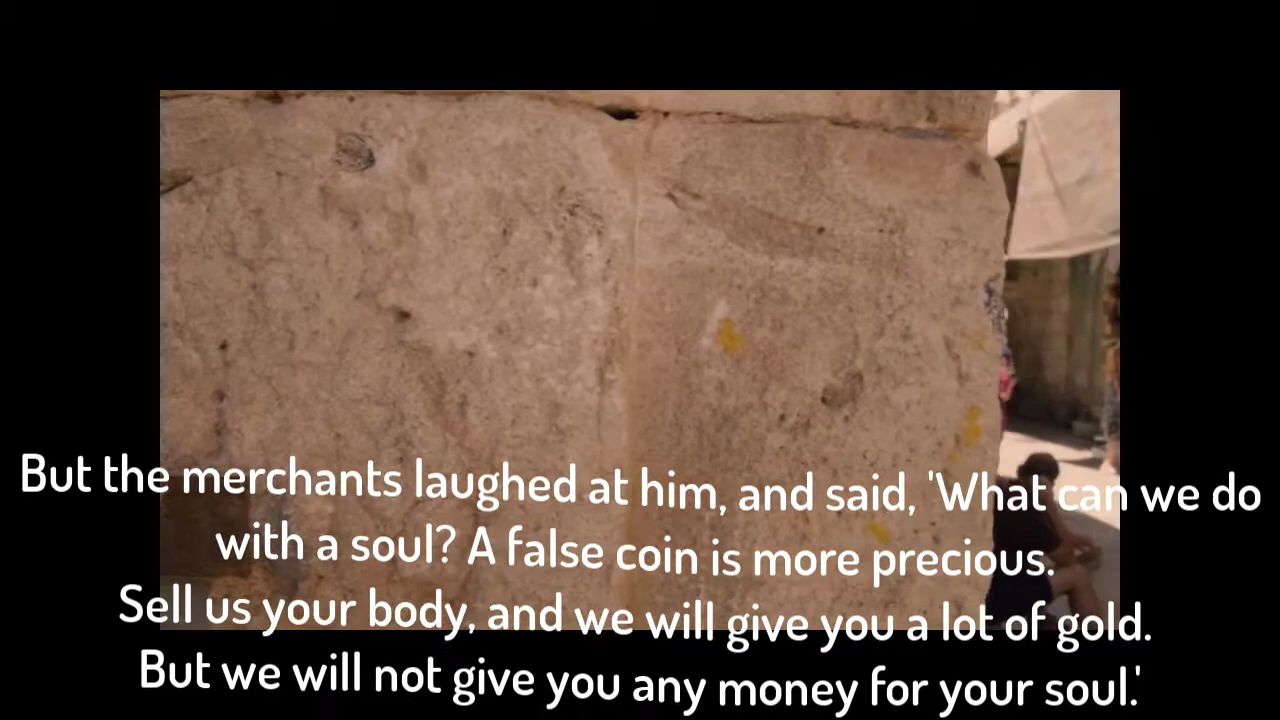 But the merchants laughed at him, and said, 'What can we do
with a soul? A false coin is more precious.
Sell us your body, and we will give you a lot of gold.
But we will not give you any money for your soul.'